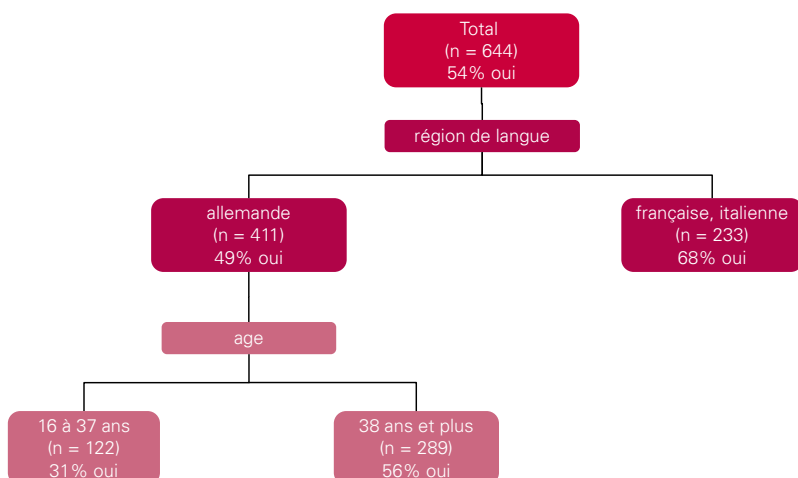 Total
(n = 644)
54% oui
région de langue
allemande
(n = 411)
49% oui
française, italienne
(n = 233)
68% oui
age
16 à 37 ans
(n = 122)
31% oui
38 ans et plus
(n = 289)
56% oui